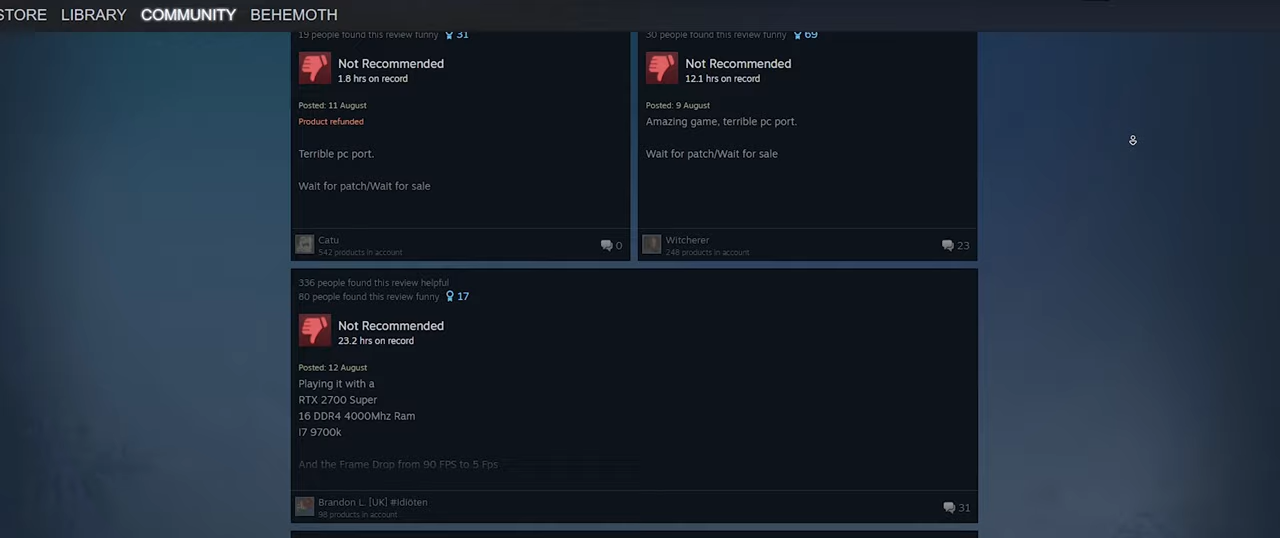 STORE LIBRARY COMMUNITY BEHEMOTH
19 people found this review funny 31
Not Recommended
1.8 hrs on record
Posted: 11 August
Product refunded
Terrible pc port.
Wait for patch/Wait for sale
Catu
542 products in account
0
30 people found this review funny 69
Not Recommended
12.1 hrs on record
Posted: 9 August
Amazing game, terrible pc port.
Wait for patch/Wait for sale
Witcherer
248 products in account
23
336 people found this review helpful
80 people found this review funny 17
Not Recommended
23.2 hrs on record
Posted: 12 August
Playing it with a
RTX 2700 Super
16 DDR4 4000Mhz Ram
I7 9700k
And the Frame Drop from 90 FPS to 5 Fps
Brandon L. [UK] #Idiöten
98 products in account
31